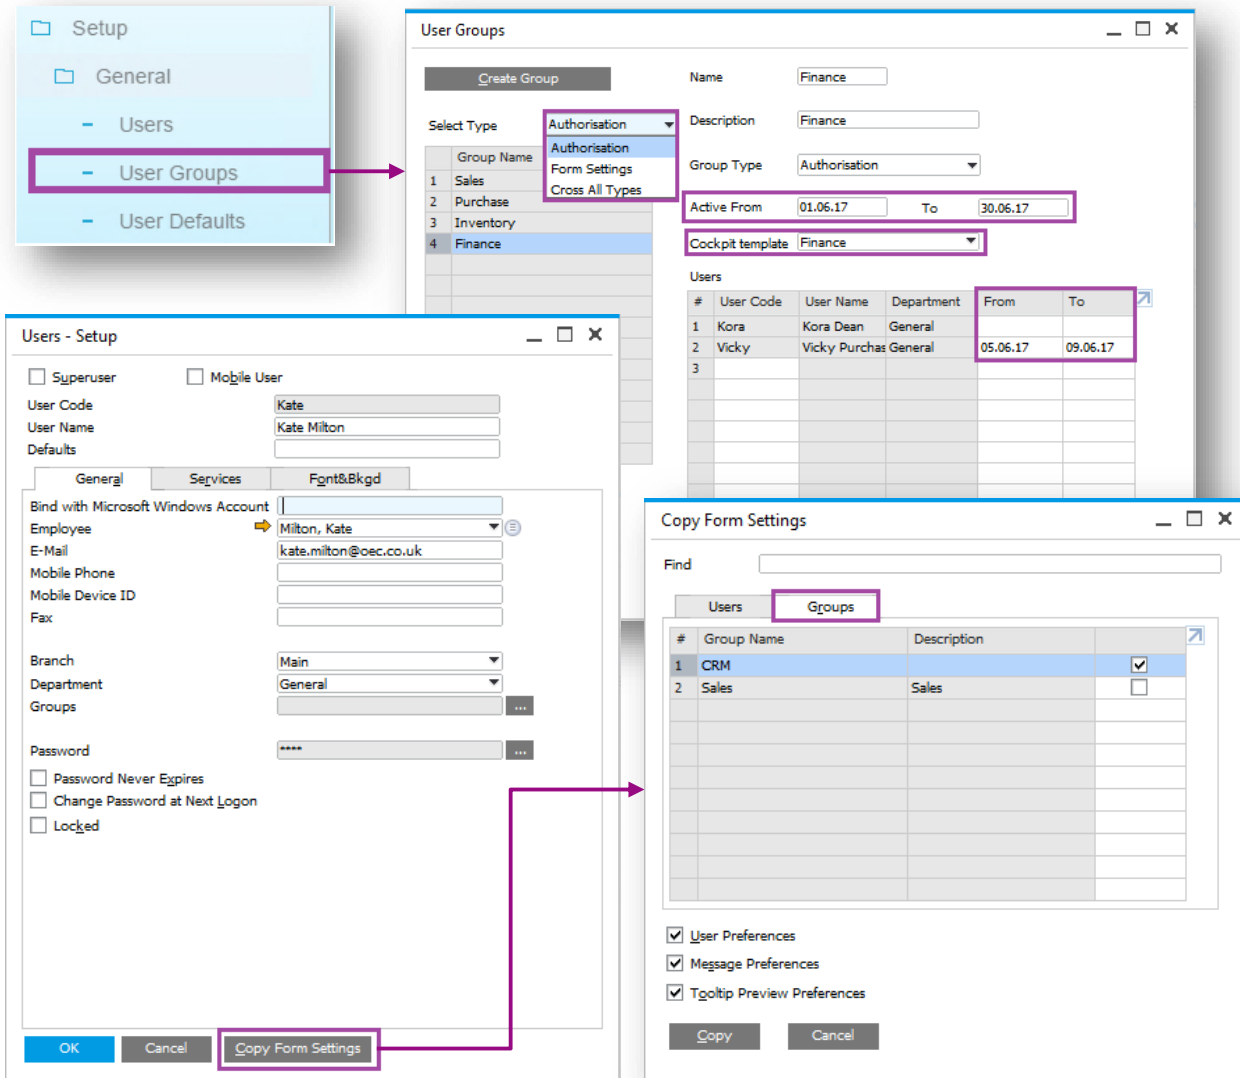 Setup
General
Users
User Groups
User Defaults
User Groups
Create Group
Select Type
Authorisation
Authorisation
Form Settings
Cross All Types
Group Name
1 Sales
2 Purchase
3 Inventory
4 Finance
Name Finance
Description Finance
Group Type Authorisation
Active From 01.06.17 To 30.06.17
Cockpit template Finance
Users
# User Code User Name Department From To
1 Kora Kora Dean General
2 Vicky Vicky Purchas General 05.06.17 09.06.17
3
Users - Setup
Superuser Mobile User
User Code Kate
User Name Kate Milton
Defaults
General Services Font&Bkgd
Bind with Microsoft Windows Account
Employee Milton, Kate
E-Mail kate.milton@oec.co.uk
Mobile Phone
Mobile Device ID
Fax
Branch Main
Department General
Groups ...
Password **** ...
Password Never Expires
Change Password at Next Logon
Locked
OK Cancel Copy Form Settings
Copy Form Settings
Find
Users Groups
# Group Name Description
1 CRM
2 Sales Sales
User Preferences
Message Preferences
Tooltip Preview Preferences
Copy Cancel